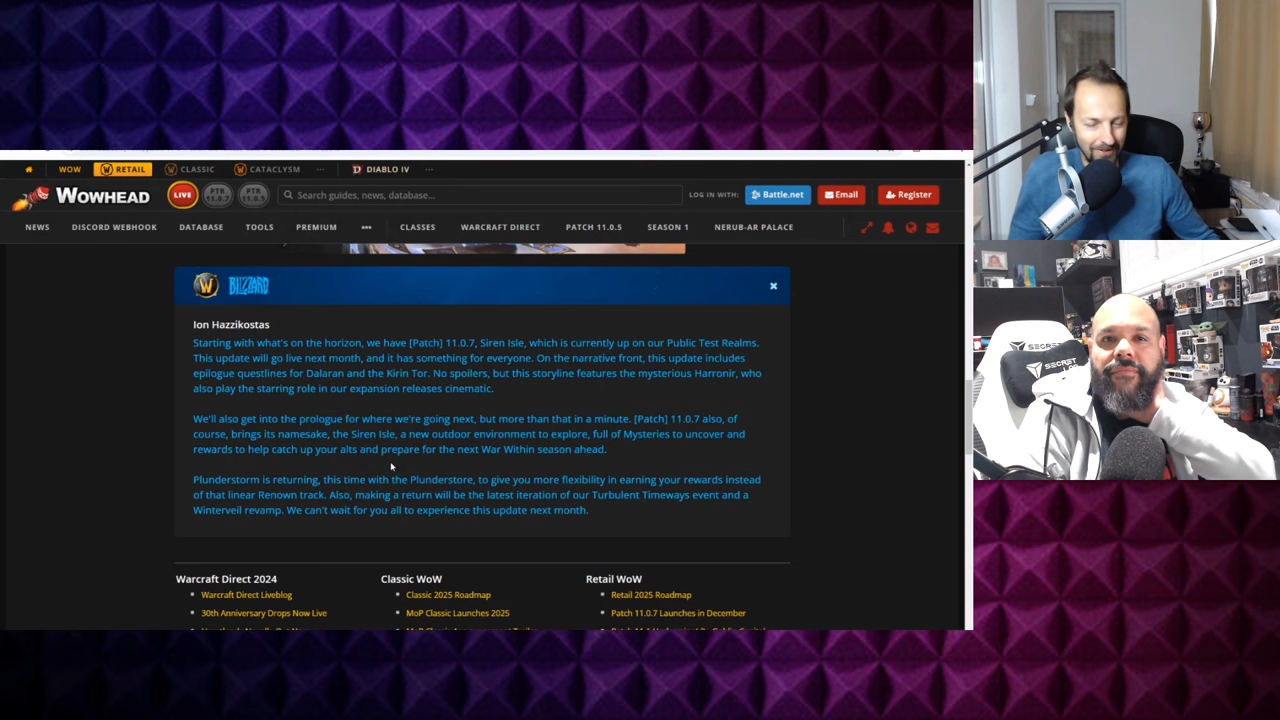 WOW
RETAIL
CLASSIC
CATACLYSM
DIABLO IV
WOWHEAD
LIVE
PTR
11.0.7
PTR
11.0.5
Search guides, news, database...
LOG IN WITH:
Battle.net
Email
Register
NEWS
DISCORD WEBHOOK
DATABASE
TOOLS
PREMIUM
CLASSES
WARCRAFT DIRECT
PATCH 11.0.5
SEASON 1
NERUB-AR PALACE
BLIZZARD
Ion Hazzikostas
Starting with what's on the horizon, we have [Patch] 11.0.7, Siren Isle, which is currently up on our Public Test Realms.
This update will go live next month, and it has something for everyone. On the narrative front, this update includes
epilogue questlines for Dalaran and the Kirin Tor. No spoilers, but this storyline features the mysterious Harronir, who
also play the starring role in our expansion releases cinematic.
We'll also get into the prologue for where we're going next, but more than that in a minute. [Patch] 11.0.7 also, of
course, brings its namesake, the Siren Isle, a new outdoor environment to explore, full of Mysteries to uncover and
rewards to help catch up your alts and prepare for the next War Within season ahead.
Plunderstorm is returning, this time with the Plunderstore, to give you more flexibility in earning your rewards instead
of that linear Renown track. Also, making a return will be the latest iteration of our Turbulent Timeways event and a
Winterveil revamp. We can't wait for you all to experience this update next month.
Warcraft Direct 2024
Classic WoW
Retail WoW
Warcraft Direct Liveblog
Classic 2025 Roadmap
Retail 2025 Roadmap
30th Anniversary Drops Now Live
MoP Classic Launches 2025
Patch 11.0.7 Launches in December
SECRET
SECRET